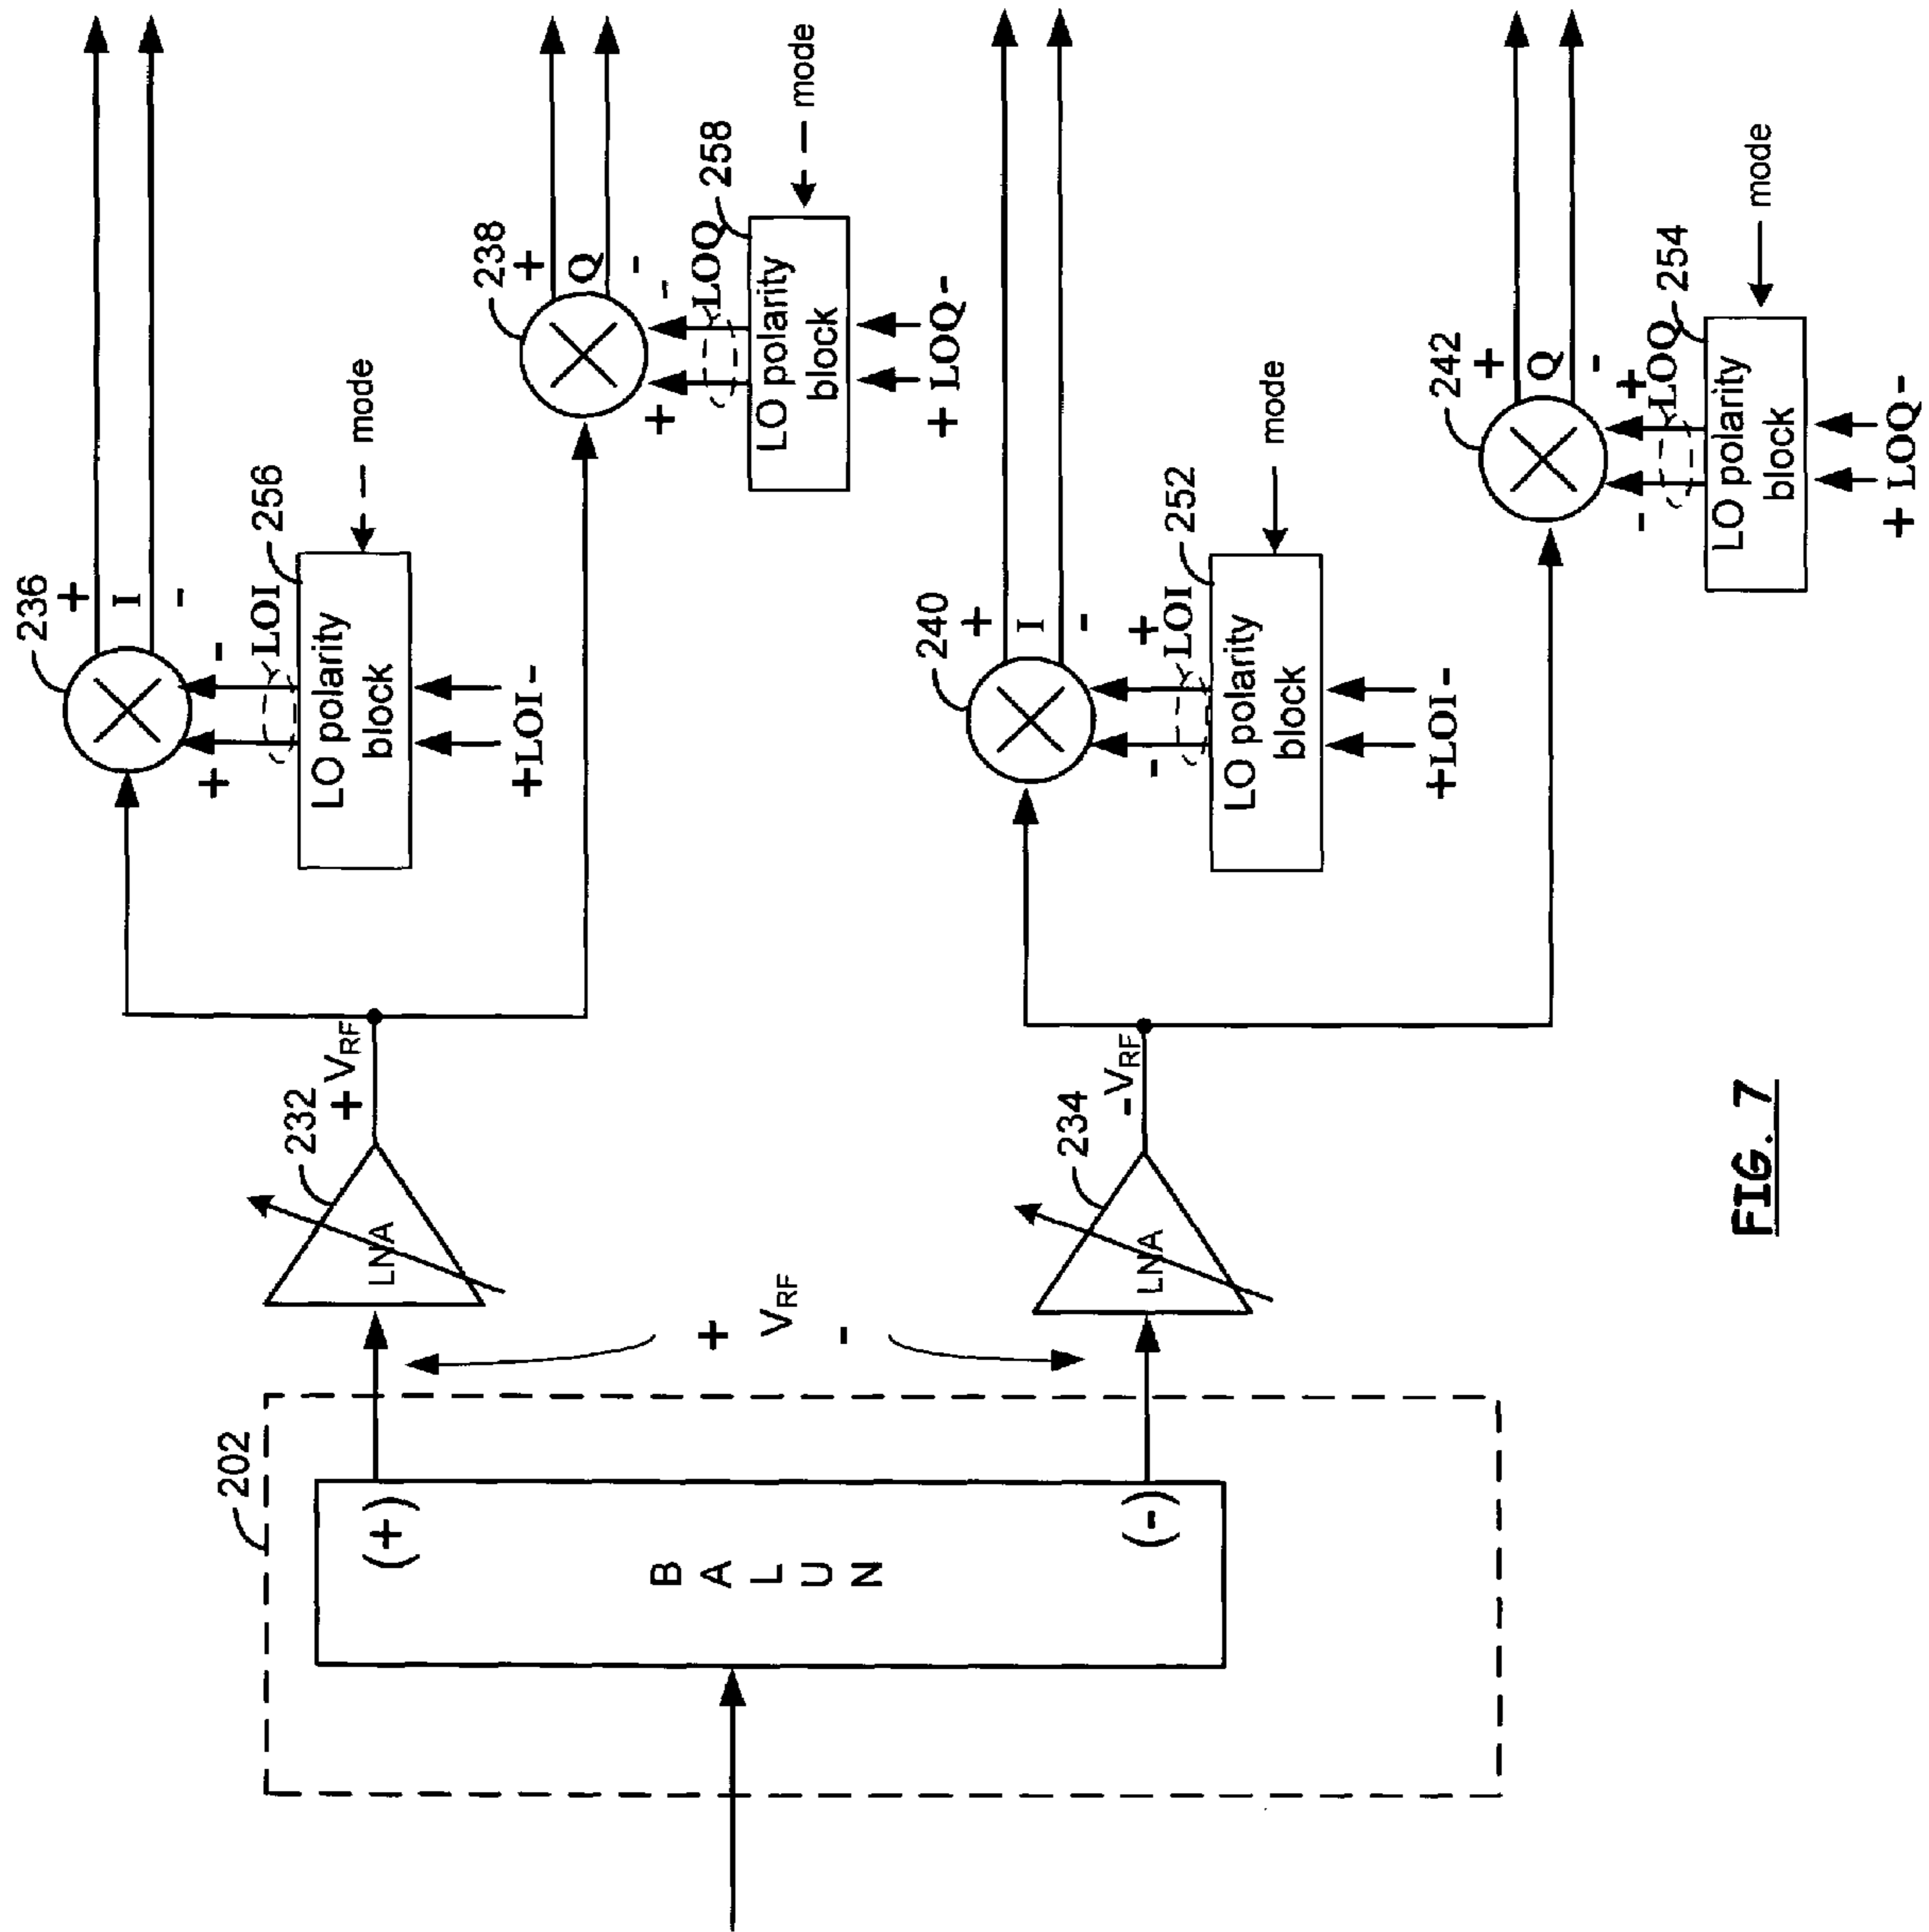 202
B
A
L
U
N
(+)
(-)
+
VRF
-
232
LNA
+VRF
234
LNA
-VRF
236
+
I
-
+
-
LOI
256
LO polarity
block
mode
+LOI-
238
+
Q
-
+
-
LOQ
258
LO polarity
block
mode
+ LOQ-
240
+
I
-
-
+
LOI
252
LO polarity
block
mode
+LOI-
242
+
Q
-
-
+
LOQ
254
LO polarity
block
mode
+ LOQ-
FIG. 7